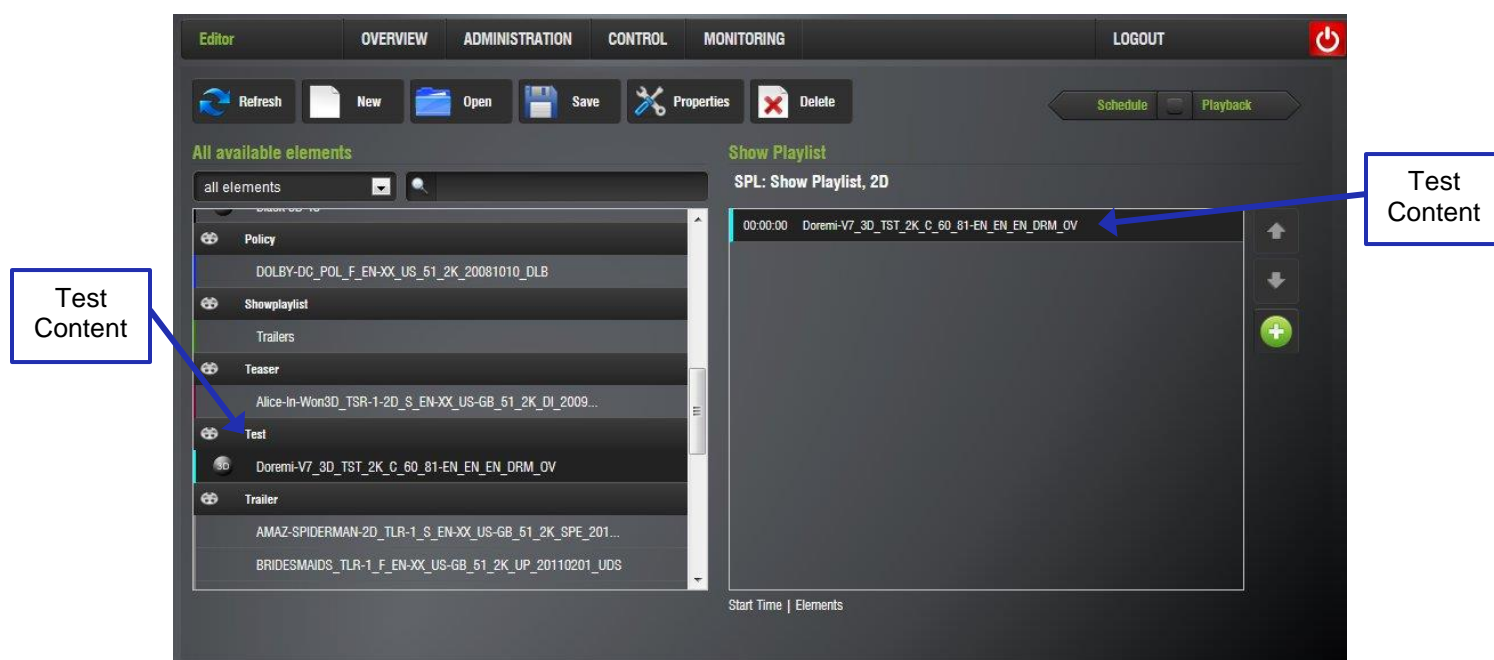 Editor OVERVIEW ADMINISTRATION CONTROL MONITORING LOGOUT
Refresh New Open Save Properties Delete Schedule Playback
All available elements Show Playlist
all elements SPL: Show Playlist, 2D
00:00:00 Doremi-V7_3D_TST_2K_C_60_81-EN_EN_EN_DRM_OV
Test
Content
Policy
DOLBY-DC_POL_F_EN-XX_US_51_2K_20081010_DLB
Showplaylist
Trailers
Test
Content
Teaser
Alice-In-Won3D_TSR-1-2D_S_EN-XX_US-GB_51_2K_DI_2009...
Test
3D Doremi-V7_3D_TST_2K_C_60_81-EN_EN_EN_DRM_OV
Trailer
AMAZ-SPIDERMAN-2D_TLR-1_S_EN-XX_US-GB_51_2K_SPE_201...
BRIDESMAIDS_TLR-1_F_EN-XX_US-GB_51_2K_UP_20110201_UDS
Start Time | Elements